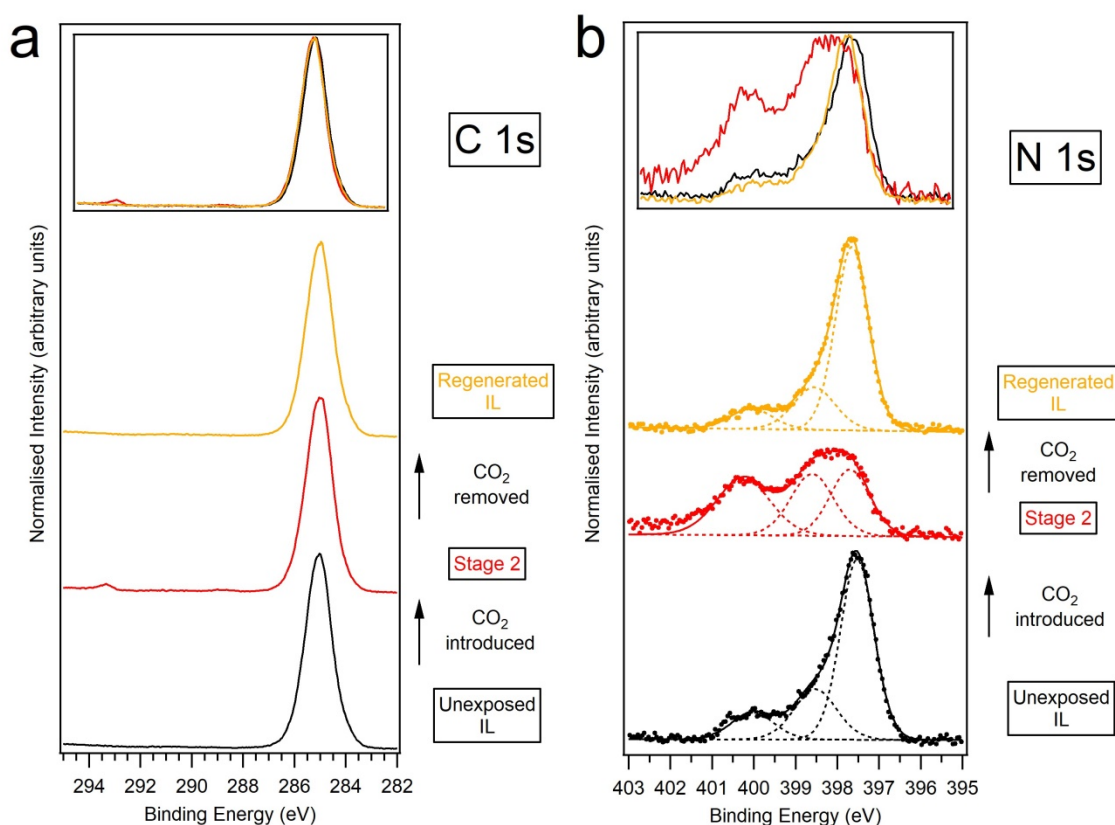 a
C 1s
Normalised Intensity (arbitrary units)
Regenerated
IL
CO₂
removed
Stage 2
CO₂
introduced
Unexposed
IL
294 292 290 288 286 284 282
Binding Energy (eV)
b
N 1s
Normalised Intensity (arbitrary units)
Regenerated
IL
CO₂
removed
Stage 2
CO₂
introduced
Unexposed
IL
403 402 401 400 399 398 397 396 395
Binding Energy (eV)